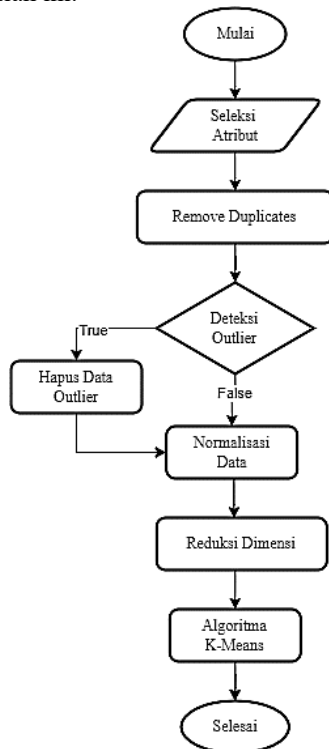 Mulai
Seleksi
Atribut
Remove Duplicates
Deteksi
Outlier
True
Hapus Data
Outlier
False
Normalisasi
Data
Reduksi Dimensi
Algoritma
K-Means
Selesai